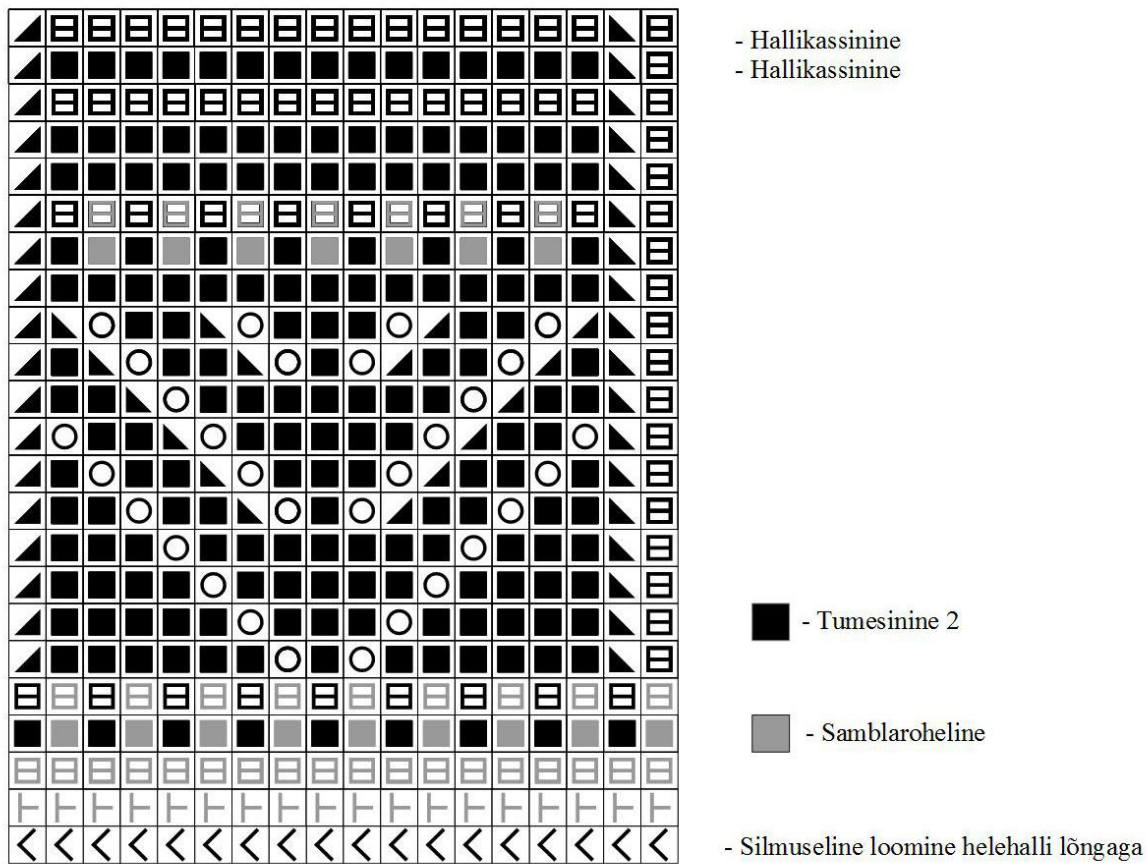 - Hallikassinine
- Hallikassinine
- Tumesinine 2
- Samblaroheline
- Silmuseline loomine helehalli lõngaga